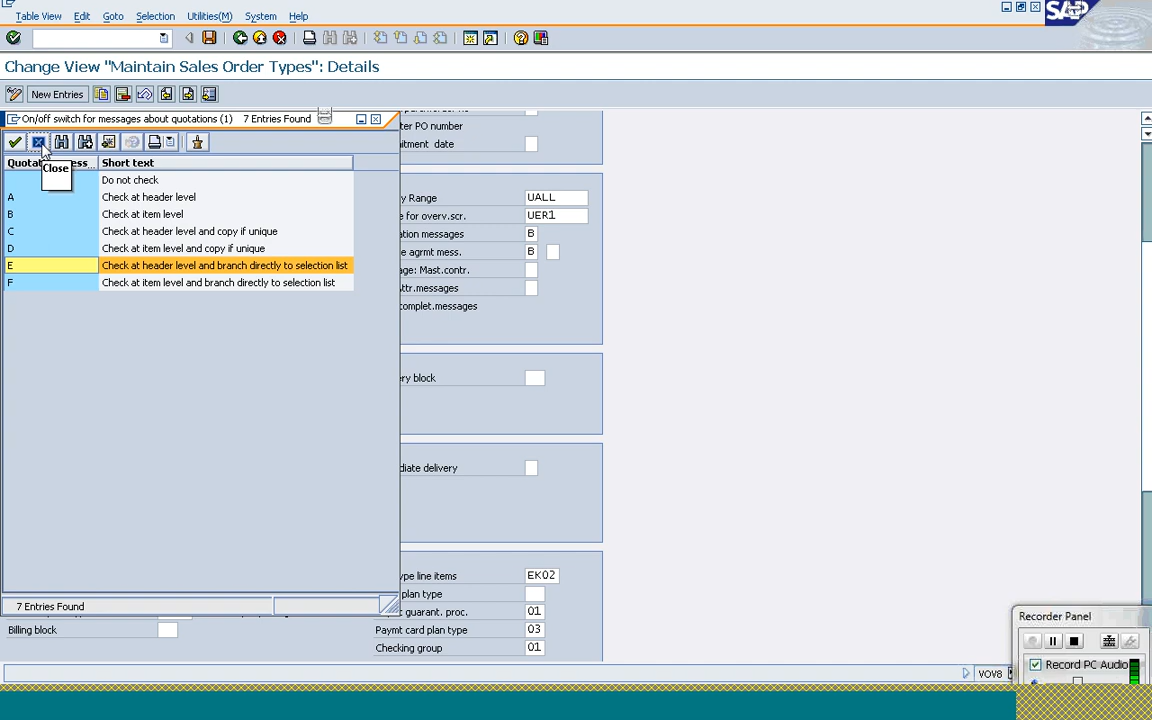 Table View Edit Goto Selection Utilities(M) System Help
SAP
Change View "Maintain Sales Order Types": Details
New Entries
On/off switch for messages about quotations (1) 7 Entries Found
Close
Quotat ess... Short text
Do not check
A Check at header level
B Check at item level
C Check at header level and copy if unique
D Check at item level and copy if unique
E Check at header level and branch directly to selection list
F Check at item level and branch directly to selection list
7 Entries Found
ter PO number
mitment date
y Range UALL
e for overv.scr. UER1
ation messages B
e agrmt mess. B
age: Mast.contr.
ttr.messages
complet.messages
ery block
diate delivery
ype line items EK02
plan type
guarant. proc. 01
Billing block
Paymt card plan type 03
Checking group 01
VOV8
Recorder Panel
Record PC Audio